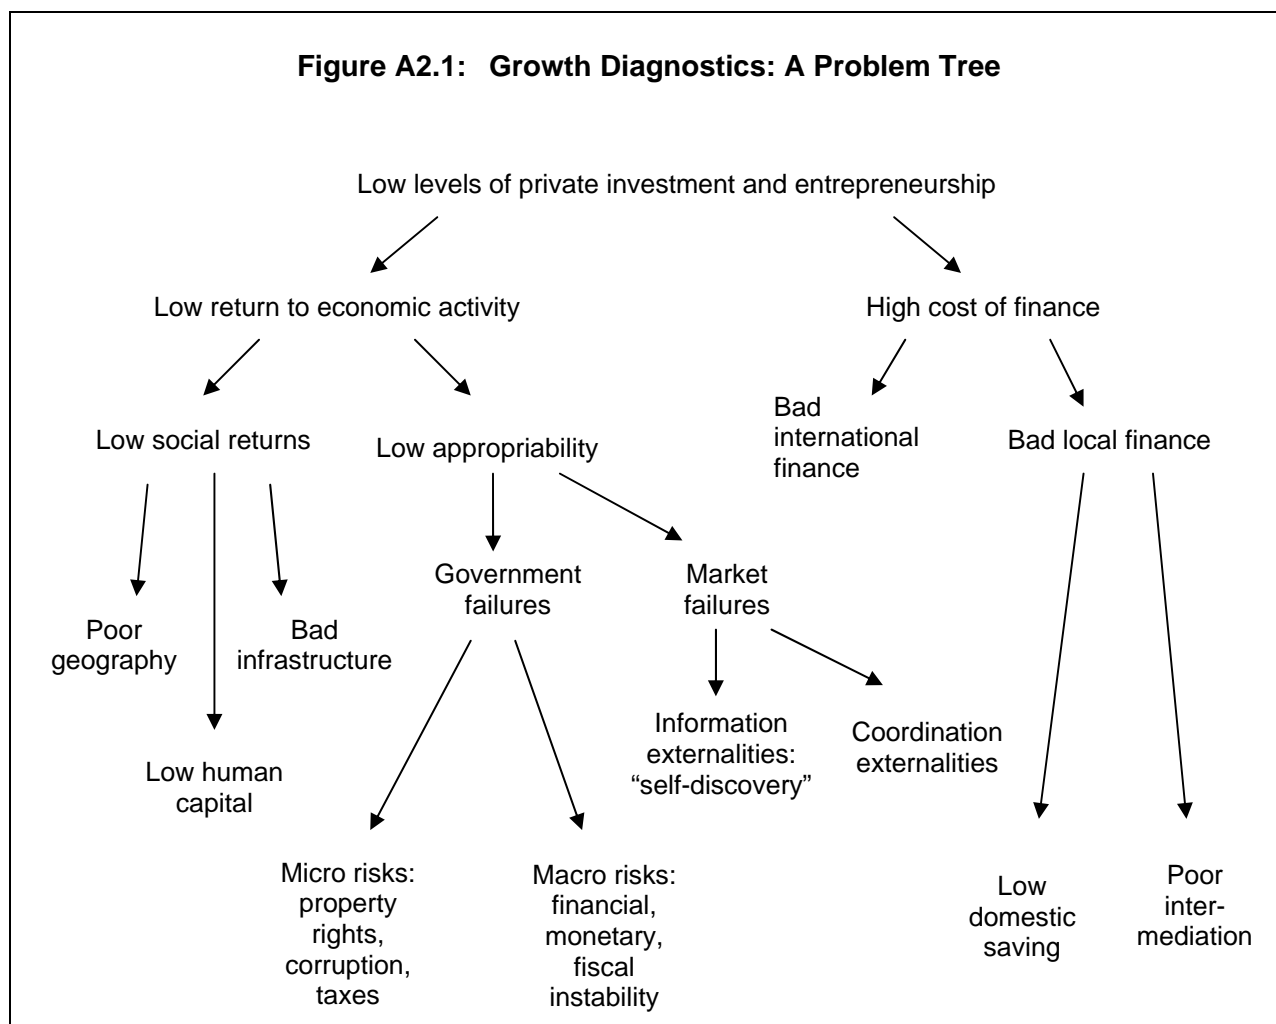 Figure A2.1: Growth Diagnostics: A Problem Tree
Low levels of private investment and entrepreneurship
Low return to economic activity
High cost of finance
Low social returns
Low appropriability
Bad
international
finance
Bad local finance
Government
failures
Market
failures
Poor
geography
Bad
infrastructure
Low human
capital
Information
externalities:
“self-discovery”
Coordination
externalities
Micro risks:
property
rights,
corruption,
taxes
Macro risks:
financial,
monetary,
fiscal
instability
Low
domestic
saving
Poor
inter-
mediation